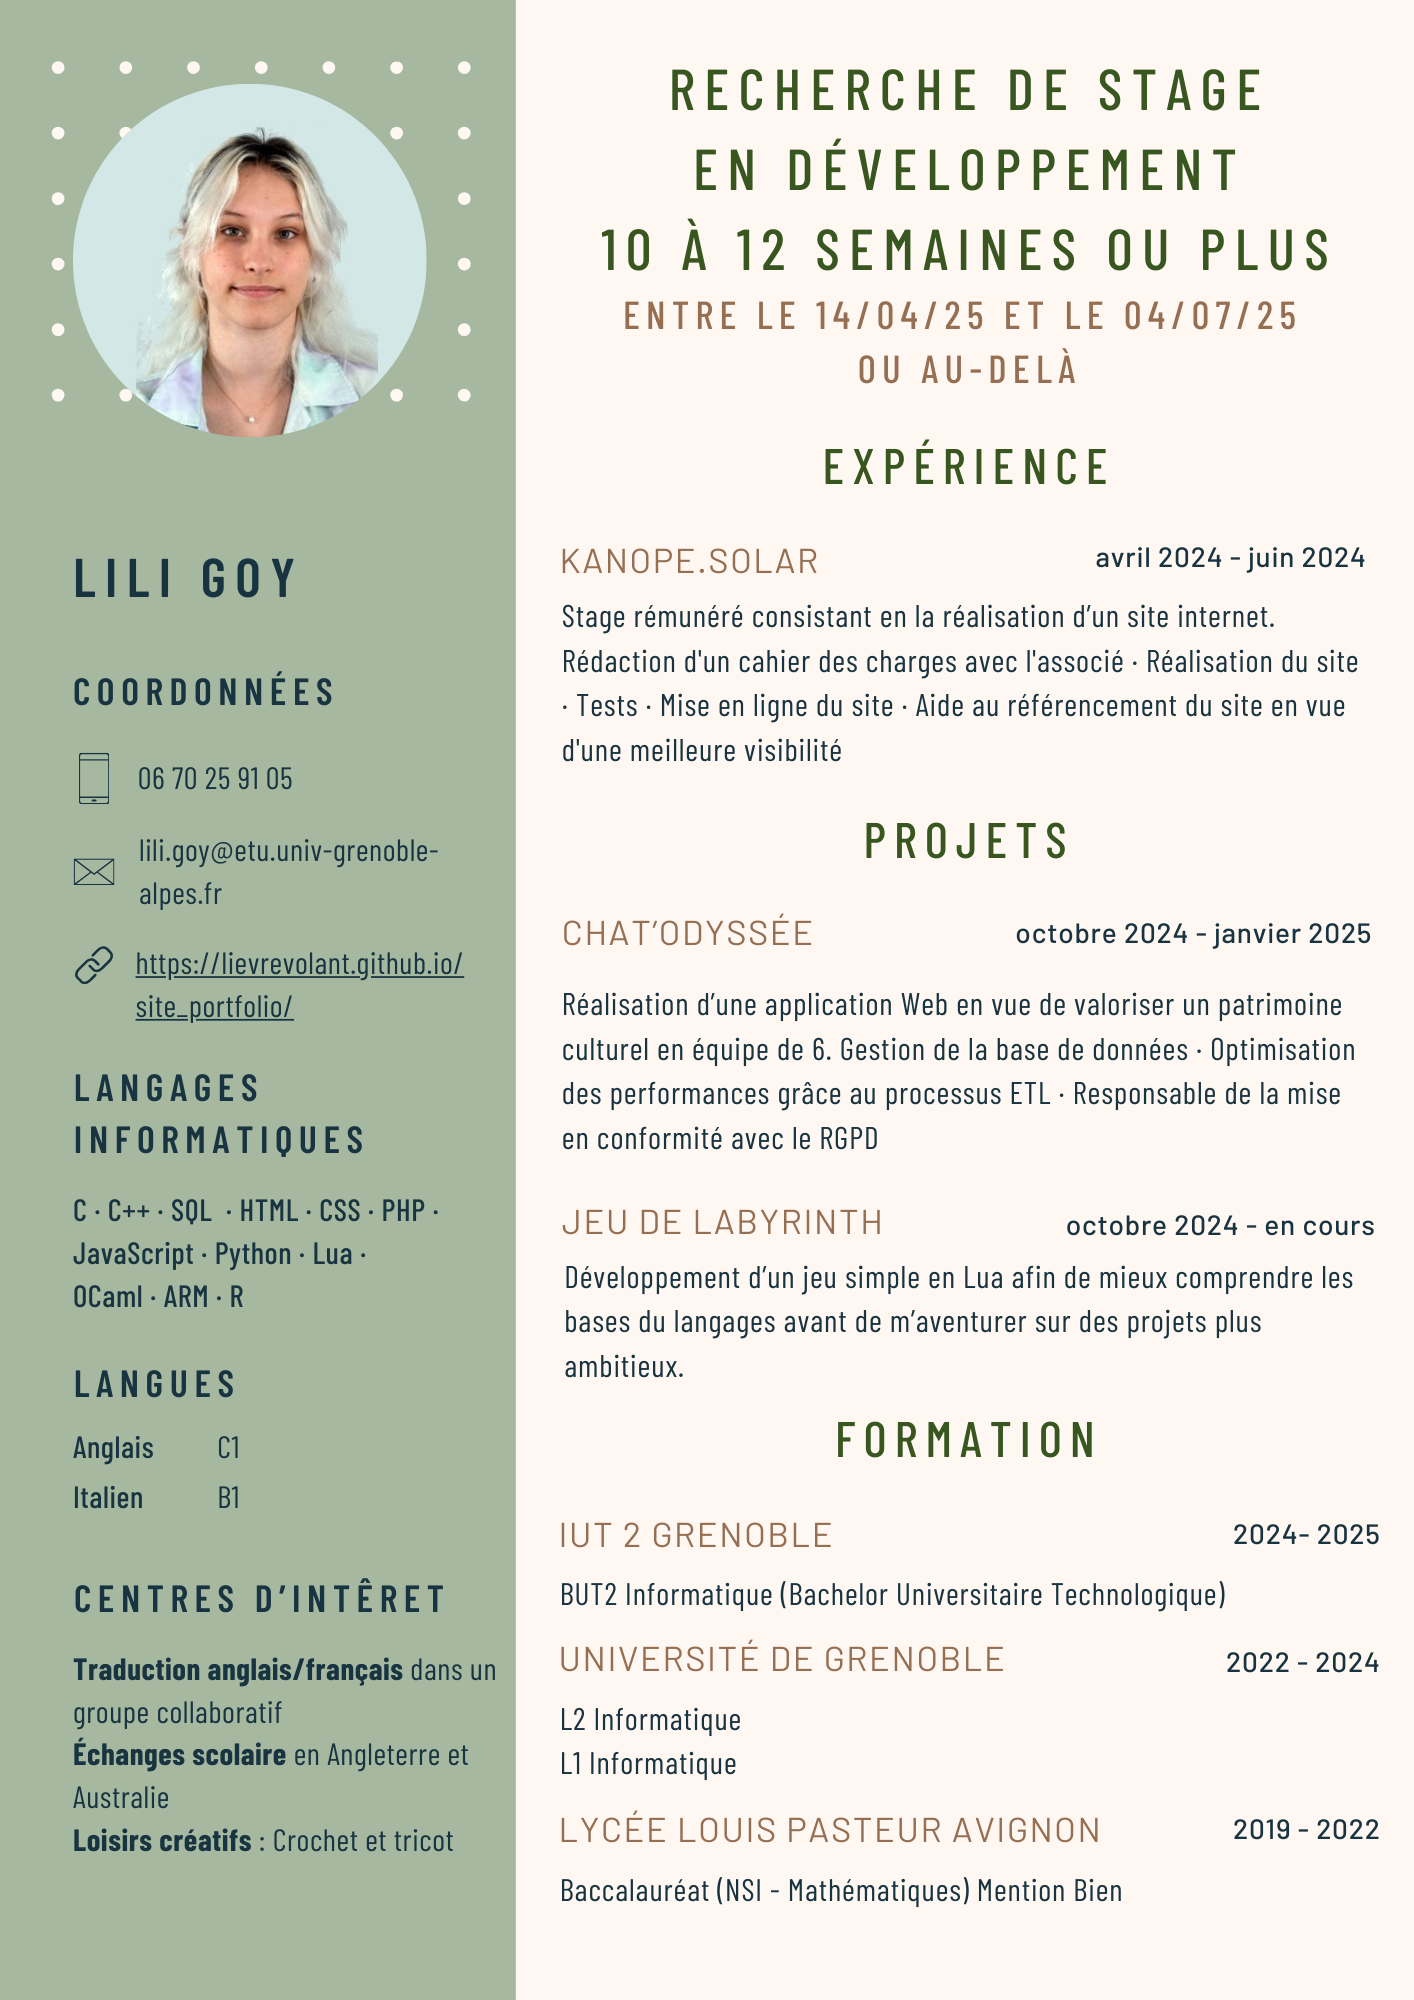 RECHERCHE DE STAGE
EN DÉVELOPPEMENT
10 À 12 SEMAINES OU PLUS
ENTRE LE 14/04/25 ET LE 04/07/25
OU AU-DELÀ
LILI GOY
COORDONNÉES
06 70 25 91 05
lili.goy@etu.univ-grenoble-
alpes.fr
https://lievrevolant.github.io/
site_portfolio/
LANGAGES
INFORMATIQUES
C · C++ · SQL · HTML · CSS · PHP ·
JavaScript · Python · Lua ·
OCaml · ARM · R
LANGUES
Anglais C1
Italien B1
CENTRES D’INTÊRET
Traduction anglais/français dans un
groupe collaboratif
Échanges scolaire en Angleterre et
Australie
Loisirs créatifs : Crochet et tricot
EXPÉRIENCE
KANOPE.SOLAR avril 2024 - juin 2024
Stage rémunéré consistant en la réalisation d’un site internet.
Rédaction d'un cahier des charges avec l'associé · Réalisation du site
· Tests · Mise en ligne du site · Aide au référencement du site en vue
d'une meilleure visibilité
PROJETS
CHAT’ODYSSÉE octobre 2024 - janvier 2025
Réalisation d’une application Web en vue de valoriser un patrimoine
culturel en équipe de 6. Gestion de la base de données · Optimisation
des performances grâce au processus ETL · Responsable de la mise
en conformité avec le RGPD
JEU DE LABYRINTH octobre 2024 - en cours
Développement d’un jeu simple en Lua afin de mieux comprendre les
bases du langages avant de m’aventurer sur des projets plus
ambitieux.
FORMATION
IUT 2 GRENOBLE 2024- 2025
BUT2 Informatique (Bachelor Universitaire Technologique)
UNIVERSITÉ DE GRENOBLE 2022 - 2024
L2 Informatique
L1 Informatique
LYCÉE LOUIS PASTEUR AVIGNON 2019 - 2022
Baccalauréat (NSI - Mathématiques) Mention Bien